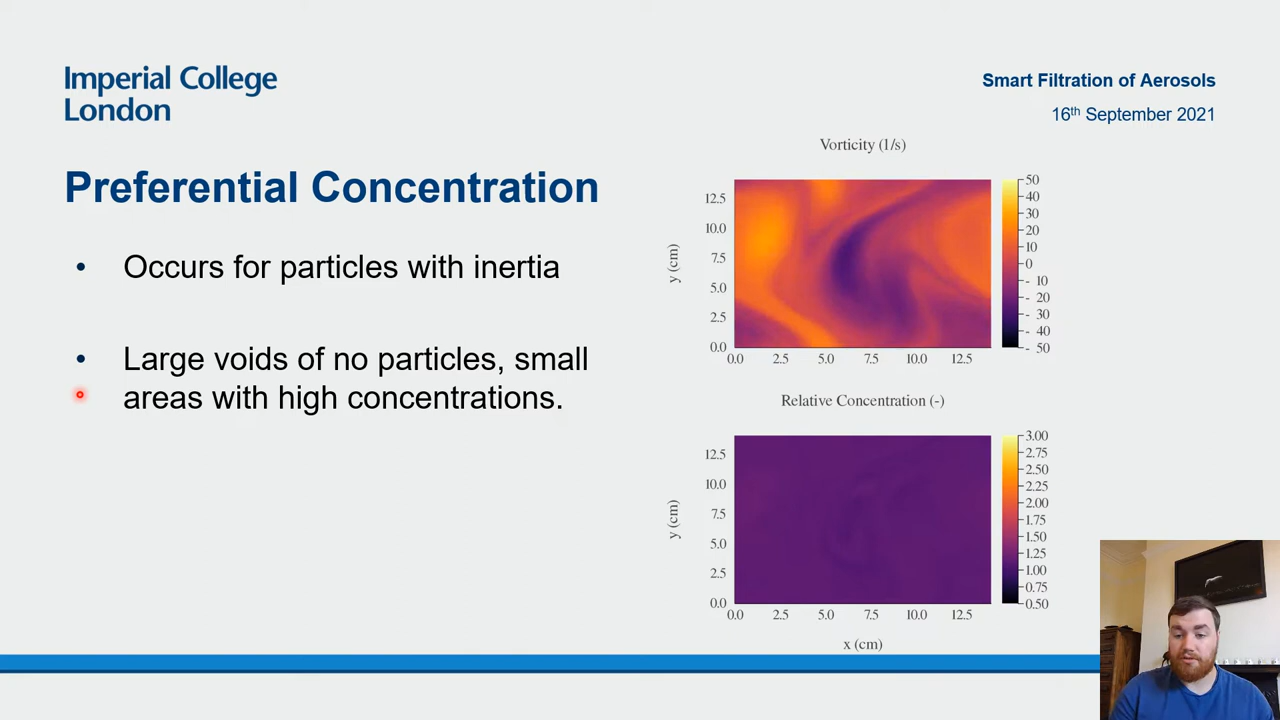 Imperial College
London
Smart Filtration of Aerosols
16th September 2021
Preferential Concentration
• Occurs for particles with inertia
• Large voids of no particles, small
areas with high concentrations.
Vorticity (1/s)
y (cm)
12.5
10.0
7.5
5.0
2.5
0.0
0.0 2.5 5.0 7.5 10.0 12.5
50
40
30
20
10
0
- 10
- 20
- 30
- 40
- 50
Relative Concentration (-)
y (cm)
12.5
10.0
7.5
5.0
2.5
0.0
0.0 2.5 5.0 7.5 10.0 12.5
x (cm)
3.00
2.75
2.50
2.25
2.00
1.75
1.50
1.25
1.00
0.75
0.50